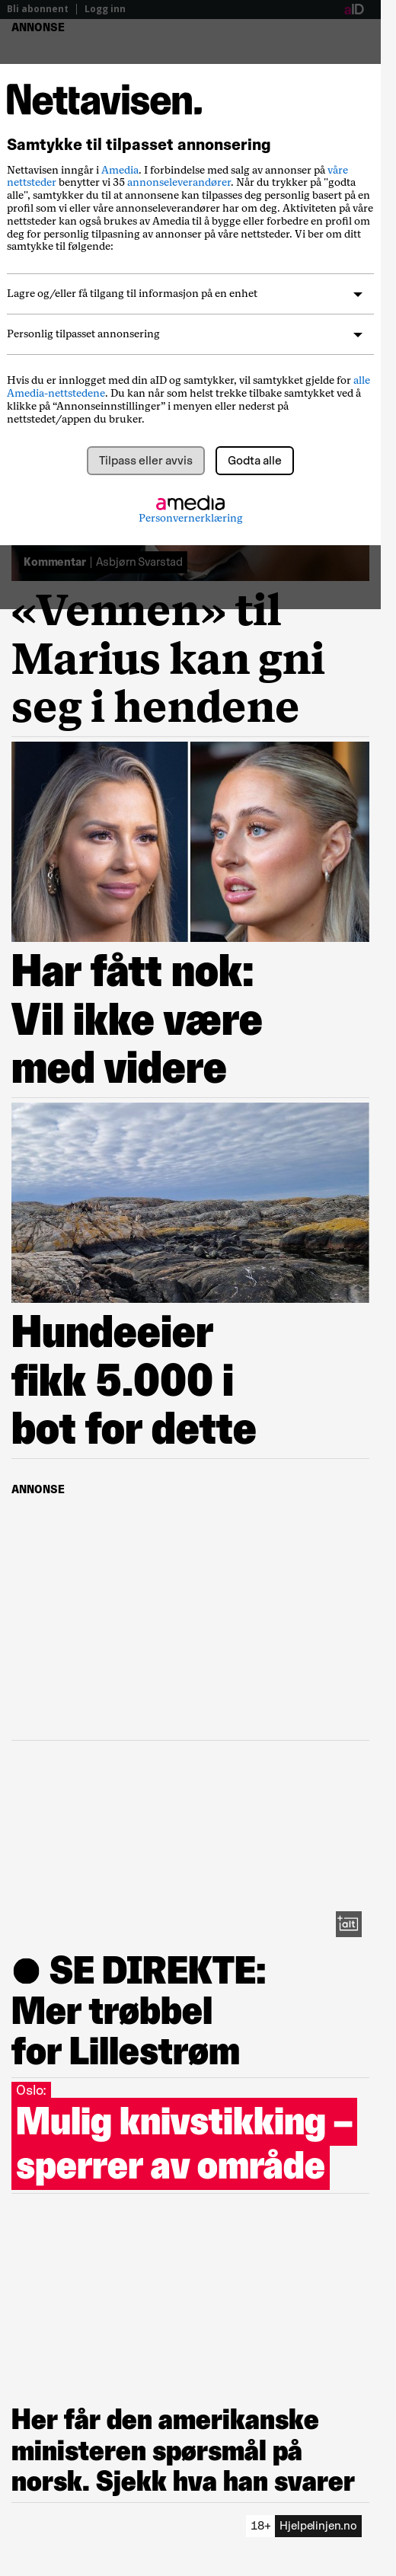 Bli abonnent | Logg inn
aID
ANNONSE
Nettavisen.
Samtykke til tilpasset annonsering
Nettavisen inngår i Amedia. I forbindelse med salg av annonser på våre
nettsteder benytter vi 35 annonseleverandører. Når du trykker på "godta
alle", samtykker du til at annonsene kan tilpasses deg personlig basert på en
profil som vi eller våre annonseleverandører har om deg. Aktiviteten på våre
nettsteder kan også brukes av Amedia til å bygge eller forbedre en profil om
deg for personlig tilpasning av annonser på våre nettsteder. Vi ber om ditt
samtykke til følgende:
Lagre og/eller få tilgang til informasjon på en enhet
Personlig tilpasset annonsering
Hvis du er innlogget med din aID og samtykker, vil samtykket gjelde for alle
Amedia-nettstedene. Du kan når som helst trekke tilbake samtykket ved å
klikke på “Annonseinnstillinger” i menyen eller nederst på
nettstedet/appen du bruker.
Tilpass eller avvis
Godta alle
amedia
Personvernerklæring
Kommentar | Asbjørn Svarstad
«Vennen» til
Marius kan gni
seg i hendene
Har fått nok:
Vil ikke være
med videre
Hundeeier
fikk 5.000 i
bot for dette
ANNONSE
+alt
● SE DIREKTE:
Mer trøbbel
for Lillestrøm
Oslo:
Mulig knivstikking –
sperrer av område
Her får den amerikanske
ministeren spørsmål på
norsk. Sjekk hva han svarer
18+ Hjelpelinjen.no